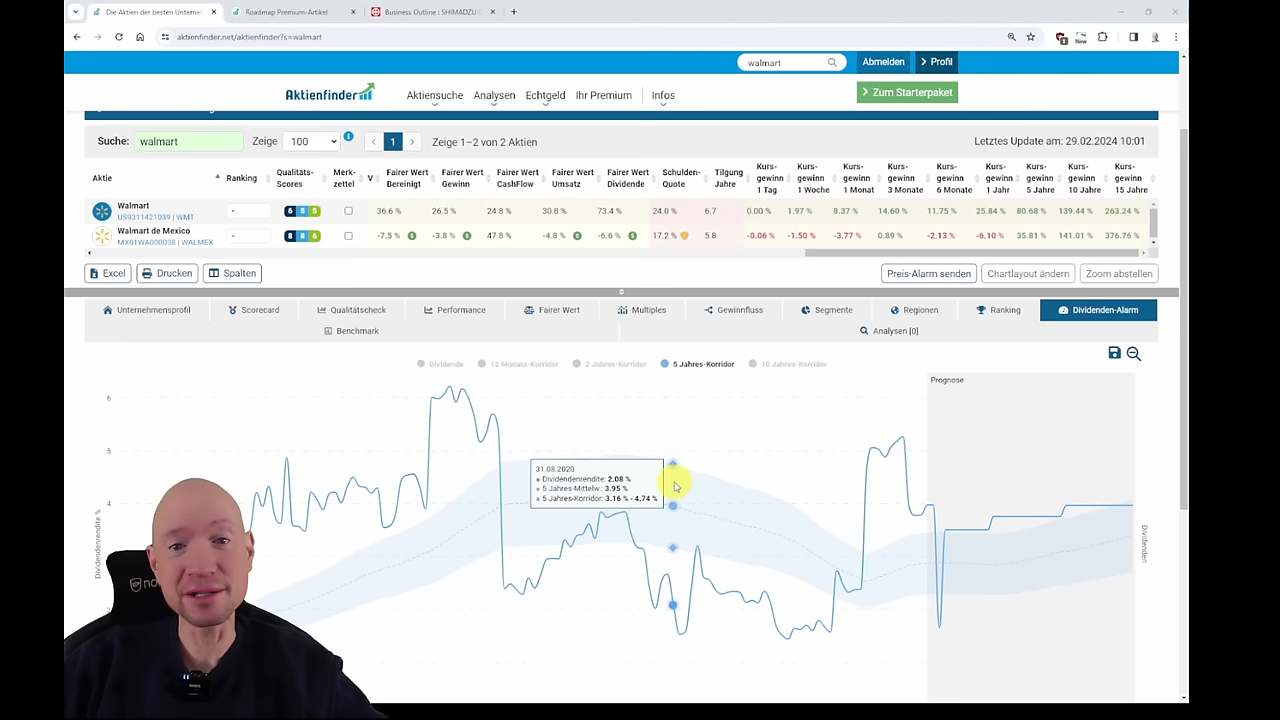 Die Aktien der besten Unterne
Roadmap Premium-Artikel
Business Outline | SHIMADZU
aktienfinder.net/aktienfinder?s=walmart
New
walmart
Abmelden
Profil
Aktienfinder
Aktiensuche
Analysen
Echtgeld
Ihr Premium
Infos
Zum Starterpaket
Suche:
walmart
Zeige
100
1
Zeige 1–2 von 2 Aktien
Letztes Update am: 29.02.2024 10:01
Aktie
Ranking
Qualitäts-Scores
Merk-zettel
V
Fairer Wert Bereinigt
Fairer Wert Gewinn
Fairer Wert CashFlow
Fairer Wert Umsatz
Fairer Wert Dividende
Schulden-Quote
Tilgung Jahre
Kurs-gewinn 1 Tag
Kurs-gewinn 1 Woche
Kurs-gewinn 1 Monat
Kurs-gewinn 3 Monate
Kurs-gewinn 6 Monate
Kurs-gewinn 1 Jahr
Kurs-gewinn 5 Jahre
Kurs-gewinn 10 Jahre
Kurs-gewinn 15 Jahre
Walmart
US9311421039 | WMT
-
6 5 5
36.6 %
26.5 %
24.8 %
30.8 %
73.4 %
24.0 %
6.7
0.00 %
1.97 %
8.37 %
14.60 %
11.75 %
25.84 %
80.68 %
139.44 %
263.24 %
Walmart de Mexico
MX01WA000038 | WALMEX
-
8 8 6
-7.5 %
-3.8 %
47.8 %
-4.8 %
-6.6 %
17.2 %
5.8
-0.06 %
-1.50 %
-3.77 %
0.89 %
-2.13 %
-6.10 %
35.81 %
141.01 %
376.76 %
Excel
Drucken
Spalten
Preis-Alarm senden
Chartlayout ändern
Zoom abstellen
Unternehmensprofil
Scorecard
Qualitätscheck
Performance
Fairer Wert
Multiples
Gewinnfluss
Segmente
Regionen
Ranking
Dividenden-Alarm
Benchmark
Analysen [0]
Dividende
12 Monats-Korridor
2 Jahres-Korridor
5 Jahres-Korridor
10 Jahres-Korridor
Prognose
6
5
4
Dividendenrendite %
Dividenden
31.08.2020
Dividendenrendite: 2.08 %
5 Jahres-Mittelw.: 3.95 %
5 Jahres-Korridor: 3.16 % - 4.74 %